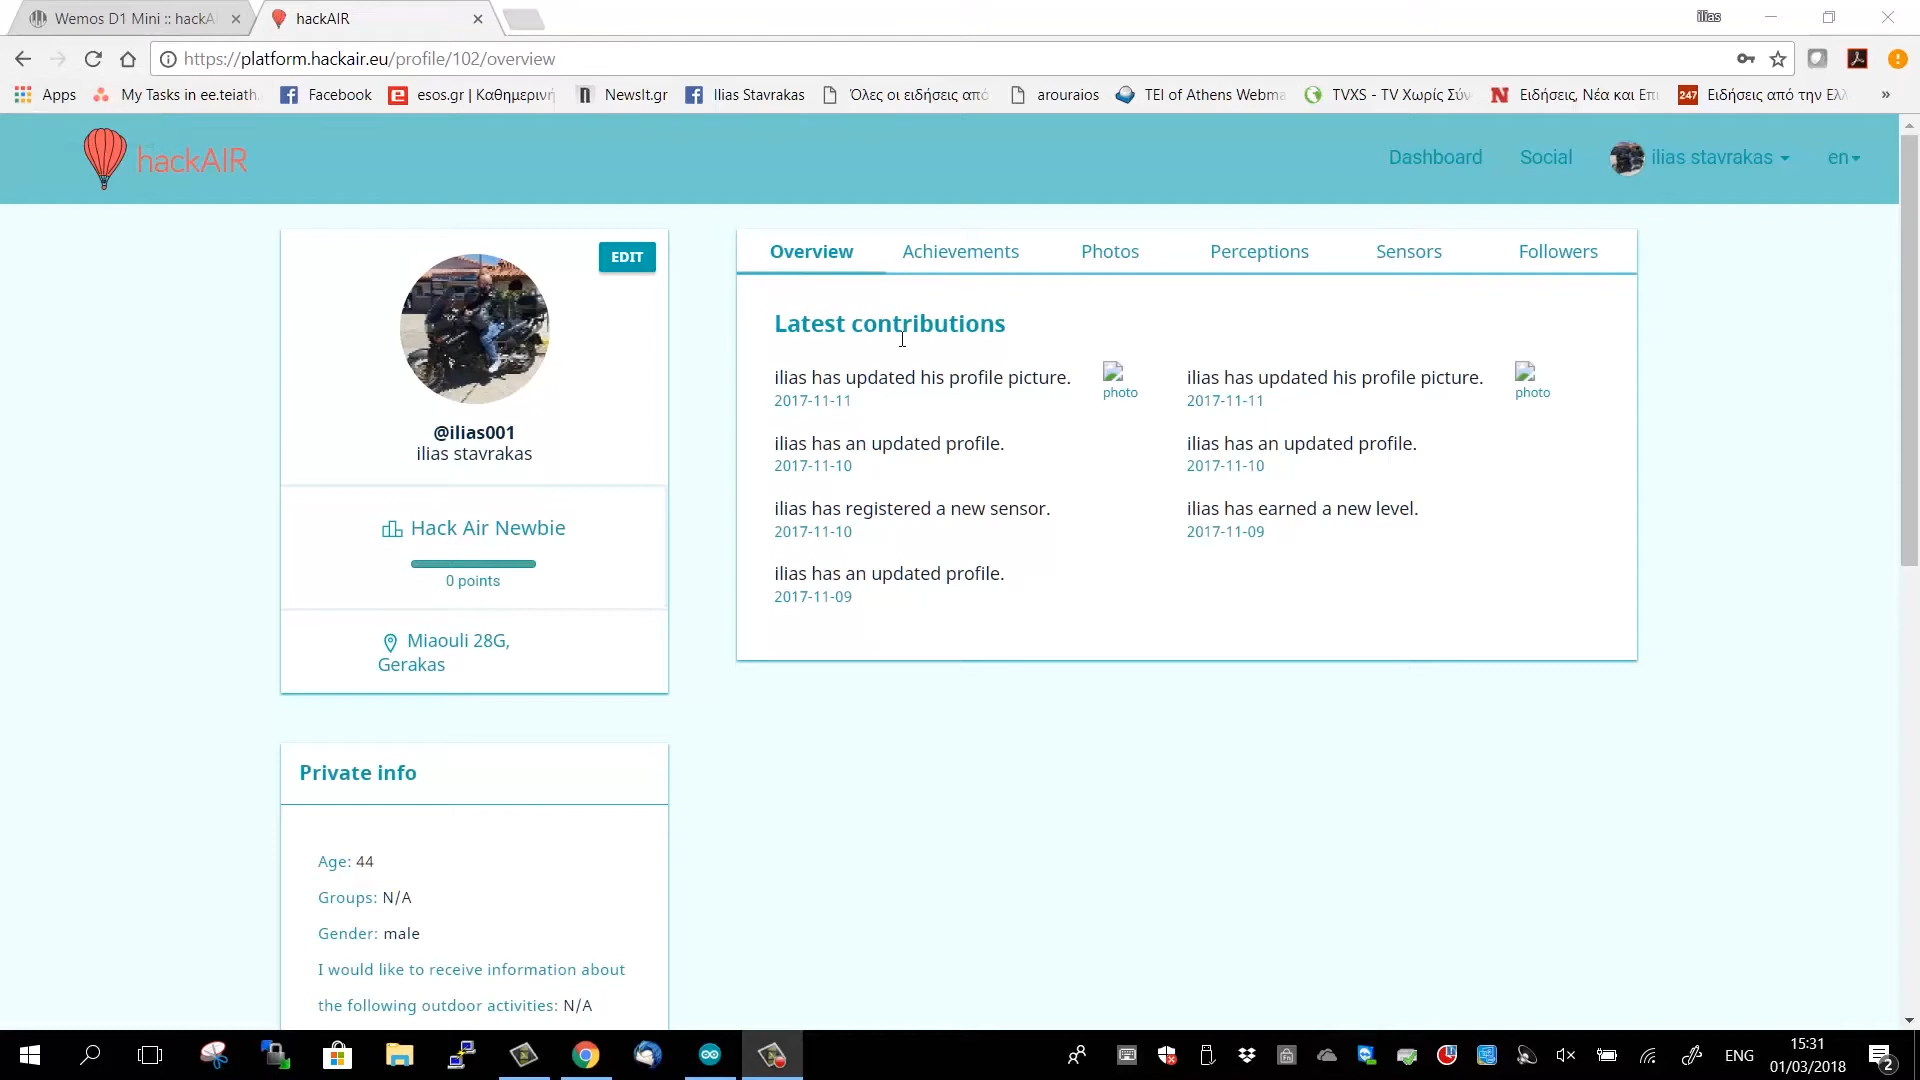 Wemos D1 Mini :: hackA
hackAIR
ilias
https://platform.hackair.eu/profile/102/overview
Apps
My Tasks in ee.teiath.
Facebook
esos.gr | Καθημερινή
NewsIt.gr
Ilias Stavrakas
Όλες οι ειδήσεις από
arouraios
TEI of Athens Webma
TVXS - TV Χωρίς Σύν
Ειδήσεις, Νέα και Επι
247
Ειδήσεις από την Ελλ
»
hackAIR
Dashboard
Social
ilias stavrakas
en
EDIT
@ilias001
ilias stavrakas
Hack Air Newbie
0 points
Miaouli 28G,
Gerakas
Overview
Achievements
Photos
Perceptions
Sensors
Followers
Latest contributions
ilias has updated his profile picture.
2017-11-11
photo
ilias has updated his profile picture.
2017-11-11
photo
ilias has an updated profile.
2017-11-10
ilias has an updated profile.
2017-11-10
ilias has registered a new sensor.
2017-11-10
ilias has earned a new level.
2017-11-09
ilias has an updated profile.
2017-11-09
Private info
Age: 44
Groups: N/A
Gender: male
I would like to receive information about
the following outdoor activities: N/A
ENG
15:31
01/03/2018
2